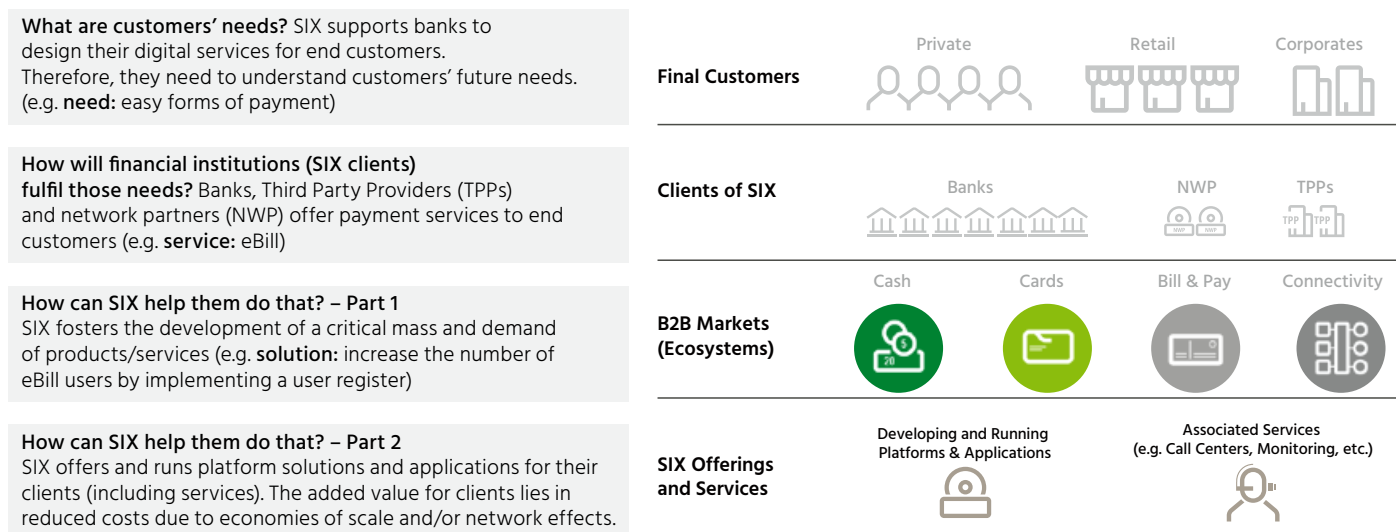 What are customers’ needs? SIX supports banks to
design their digital services for end customers.
Therefore, they need to understand customers’ future needs.
(e.g. need: easy forms of payment)
How will financial institutions (SIX clients)
fulfil those needs? Banks, Third Party Providers (TPPs)
and network partners (NWP) offer payment services to end
customers (e.g. service: eBill)
How can SIX help them do that? – Part 1
SIX fosters the development of a critical mass and demand
of products/services (e.g. solution: increase the number of
eBill users by implementing a user register)
How can SIX help them do that? – Part 2
SIX offers and runs platform solutions and applications for their
clients (including services). The added value for clients lies in
reduced costs due to economies of scale and/or network effects.
Final Customers
Private
Retail
Corporates
Clients of SIX
Banks
NWP
TPPs
NWP
NWP
TPP
TPP
B2B Markets
(Ecosystems)
Cash
Cards
Bill & Pay
Connectivity
$
20
SIX Offerings
and Services
Developing and Running
Platforms & Applications
Associated Services
(e.g. Call Centers, Monitoring, etc.)